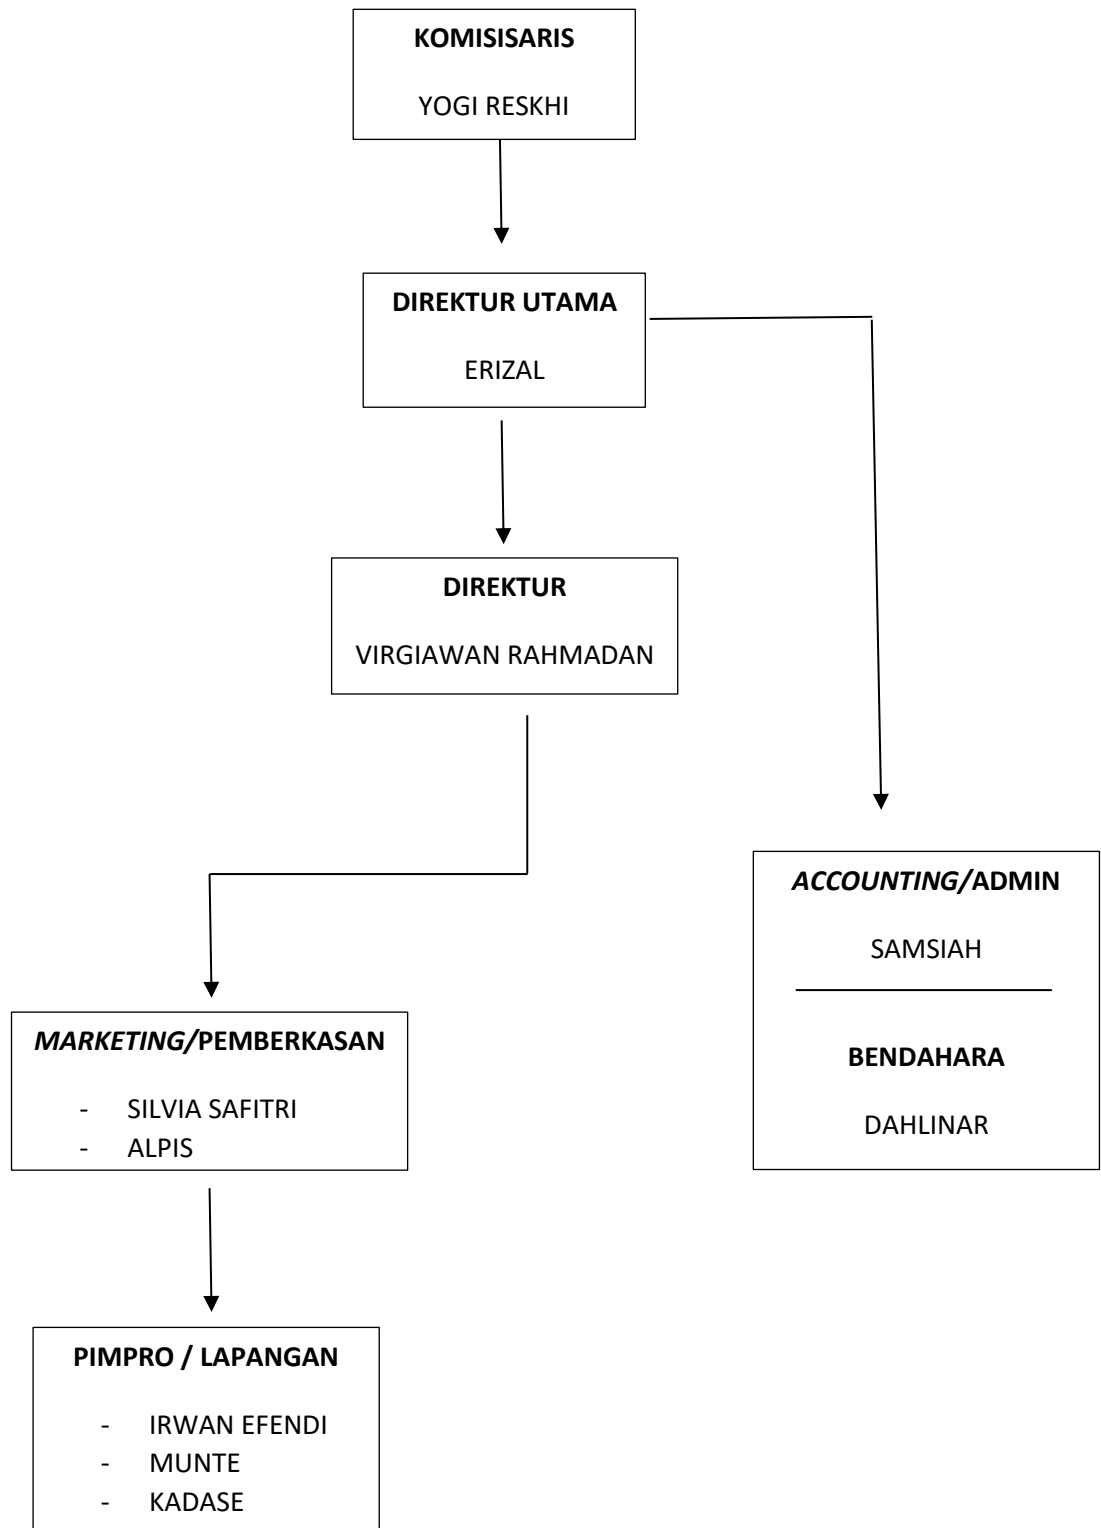 KOMISISARIS
YOGI RESKHI
DIREKTUR UTAMA
ERIZAL
DIREKTUR
VIRGIAWAN RAHMADAN
ACCOUNTING/ADMIN
SAMSIAH
BENDAHARA
DAHLINAR
MARKETING/PEMBERKASAN
- SILVIA SAFITRI
- ALPIS
PIMPRO / LAPANGAN
- IRWAN EFENDI
- MUNTE
- KADASE